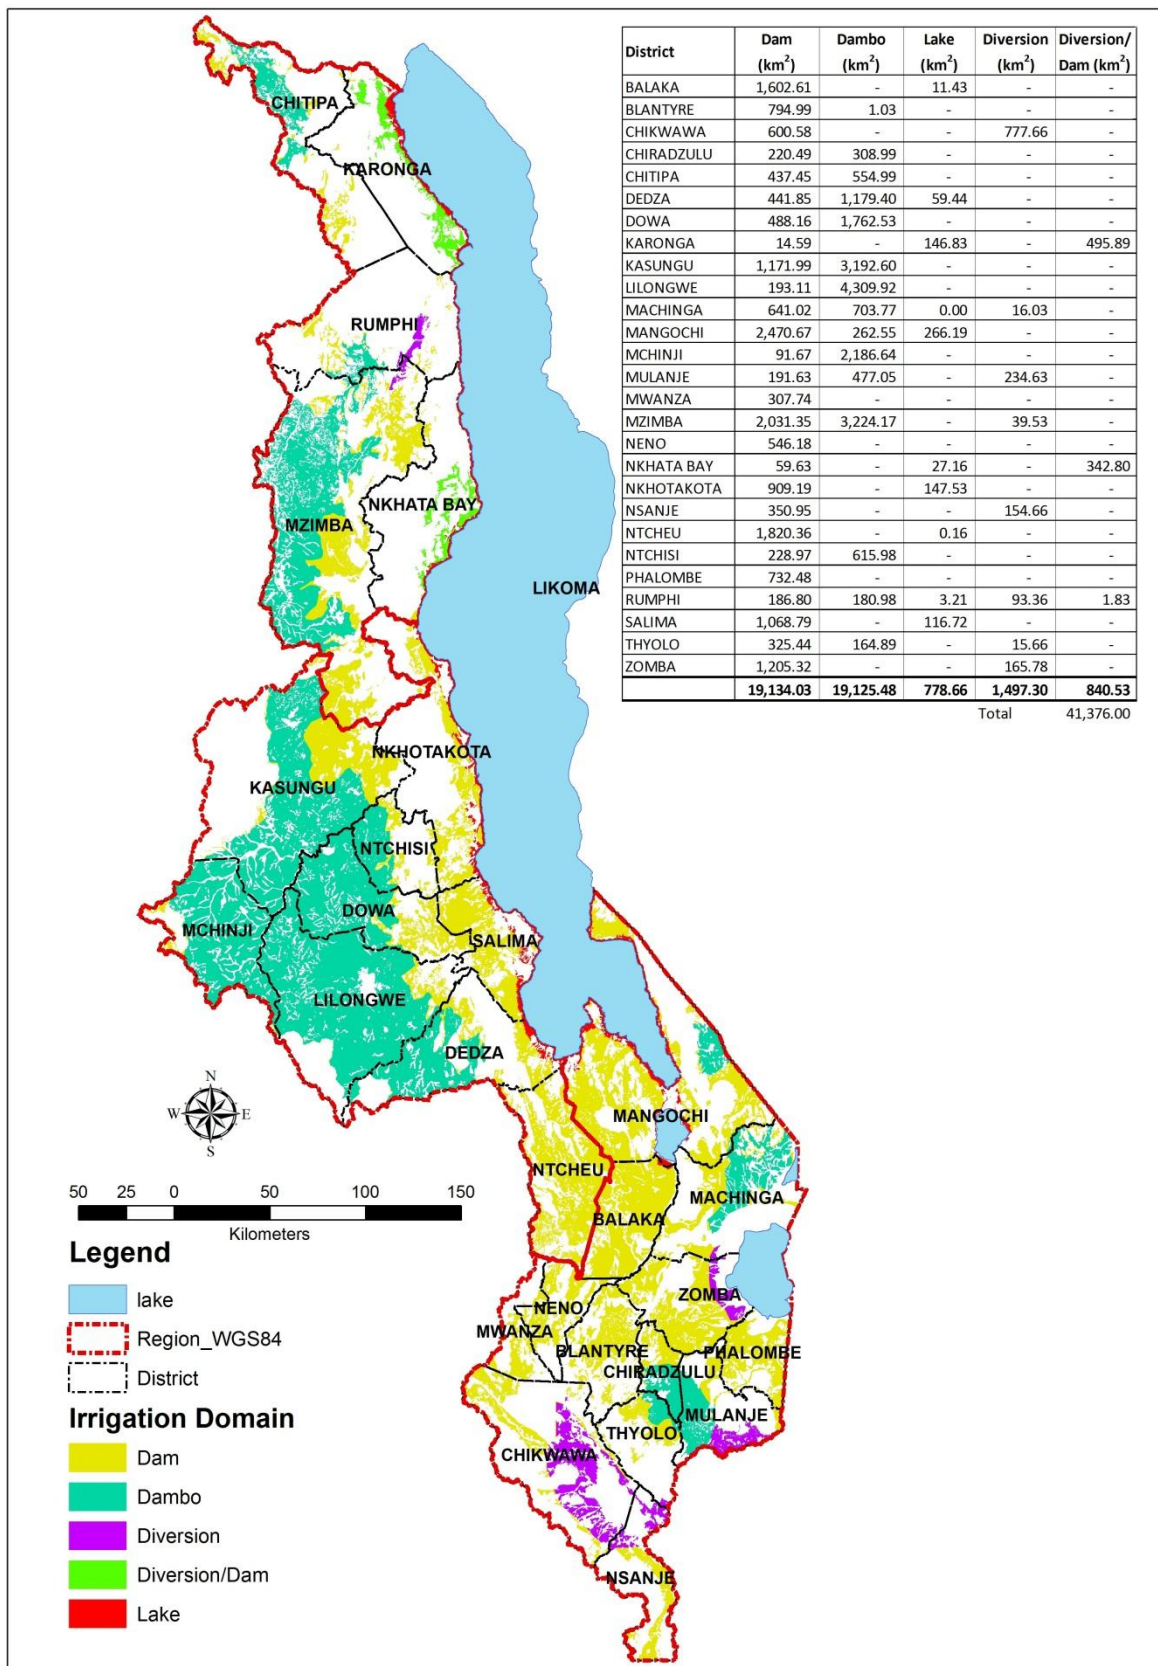 District Dam (km²) Dambo (km²) Lake (km²) Diversion (km²) Diversion/ Dam (km²)
BALAKA 1,602.61 - 11.43 - -
BLANTYRE 794.99 1.03 - - -
CHIKWAWA 600.58 - - 777.66 -
CHIRADZULU 220.49 308.99 - - -
CHITIPA 437.45 554.99 - - -
DEDZA 441.85 1,179.40 59.44 - -
DOWA 488.16 1,762.53 - - -
KARONGA 14.59 - 146.83 - 495.89
KASUNGU 1,171.99 3,192.60 - - -
LILONGWE 193.11 4,309.92 - - -
MACHINGA 641.02 703.77 0.00 16.03 -
MANGOCHI 2,470.67 262.55 266.19 - -
MCHINJI 91.67 2,186.64 - - -
MULANJE 191.63 477.05 - 234.63 -
MWANZA 307.74 - - - -
MZIMBA 2,031.35 3,224.17 - 39.53 -
NENO 546.18 - - - -
NKHATA BAY 59.63 - 27.16 - 342.80
NKHOTAKOTA 909.19 - 147.53 - -
NSANJE 350.95 - - 154.66 -
NTCHEU 1,820.36 - 0.16 - -
NTCHISI 228.97 615.98 - - -
PHALOMBE 732.48 - - - -
RUMPHI 186.80 180.98 3.21 93.36 1.83
SALIMA 1,068.79 - 116.72 - -
THYOLO 325.44 164.89 - 15.66 -
ZOMBA 1,205.32 - - 165.78 -
19,134.03 19,125.48 778.66 1,497.30 840.53
Total 41,376.00
CHITIPA
KARONGA
RUMPHI
NKHATA BAY
MZIMBA
LIKOMA
NKHOTAKOTA
KASUNGU
NTCHISI
DOWA
MCHINJI
SALIMA
LILONGWE
DEDZA
MANGOCHI
NTCHEU
MACHINGA
BALAKA
ZOMBA
NENO
MWANZA
BLANTYRE
PHALOMBE
CHIRADZULU
MULANJE
THYOLO
CHIKWAWA
NSANJE
N
W E
S
50 25 0 50 100 150
Kilometers
Legend
lake
Region_WGS84
District
Irrigation Domain
Dam
Dambo
Diversion
Diversion/Dam
Lake